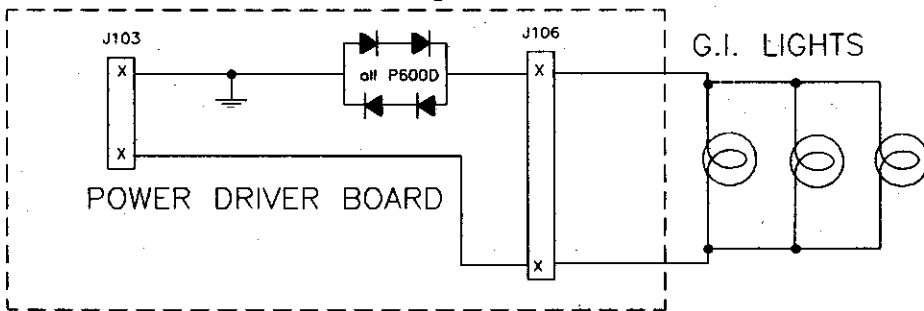 J103
J106
G.I. LIGHTS
all P600D
X
X
X
X
POWER DRIVER BOARD